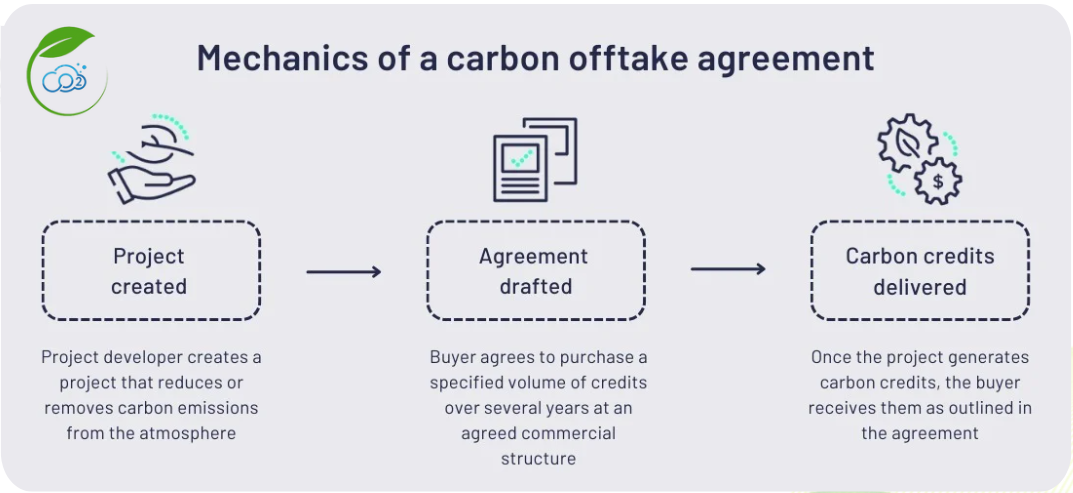 CO2
Mechanics of a carbon offtake agreement
$
Project
created
Agreement
drafted
Carbon credits
delivered
Project developer creates a
project that reduces or
removes carbon emissions
from the atmosphere
Buyer agrees to purchase a
specified volume of credits
over several years at an
agreed commercial
structure
Once the project generates
carbon credits, the buyer
receives them as outlined in
the agreement